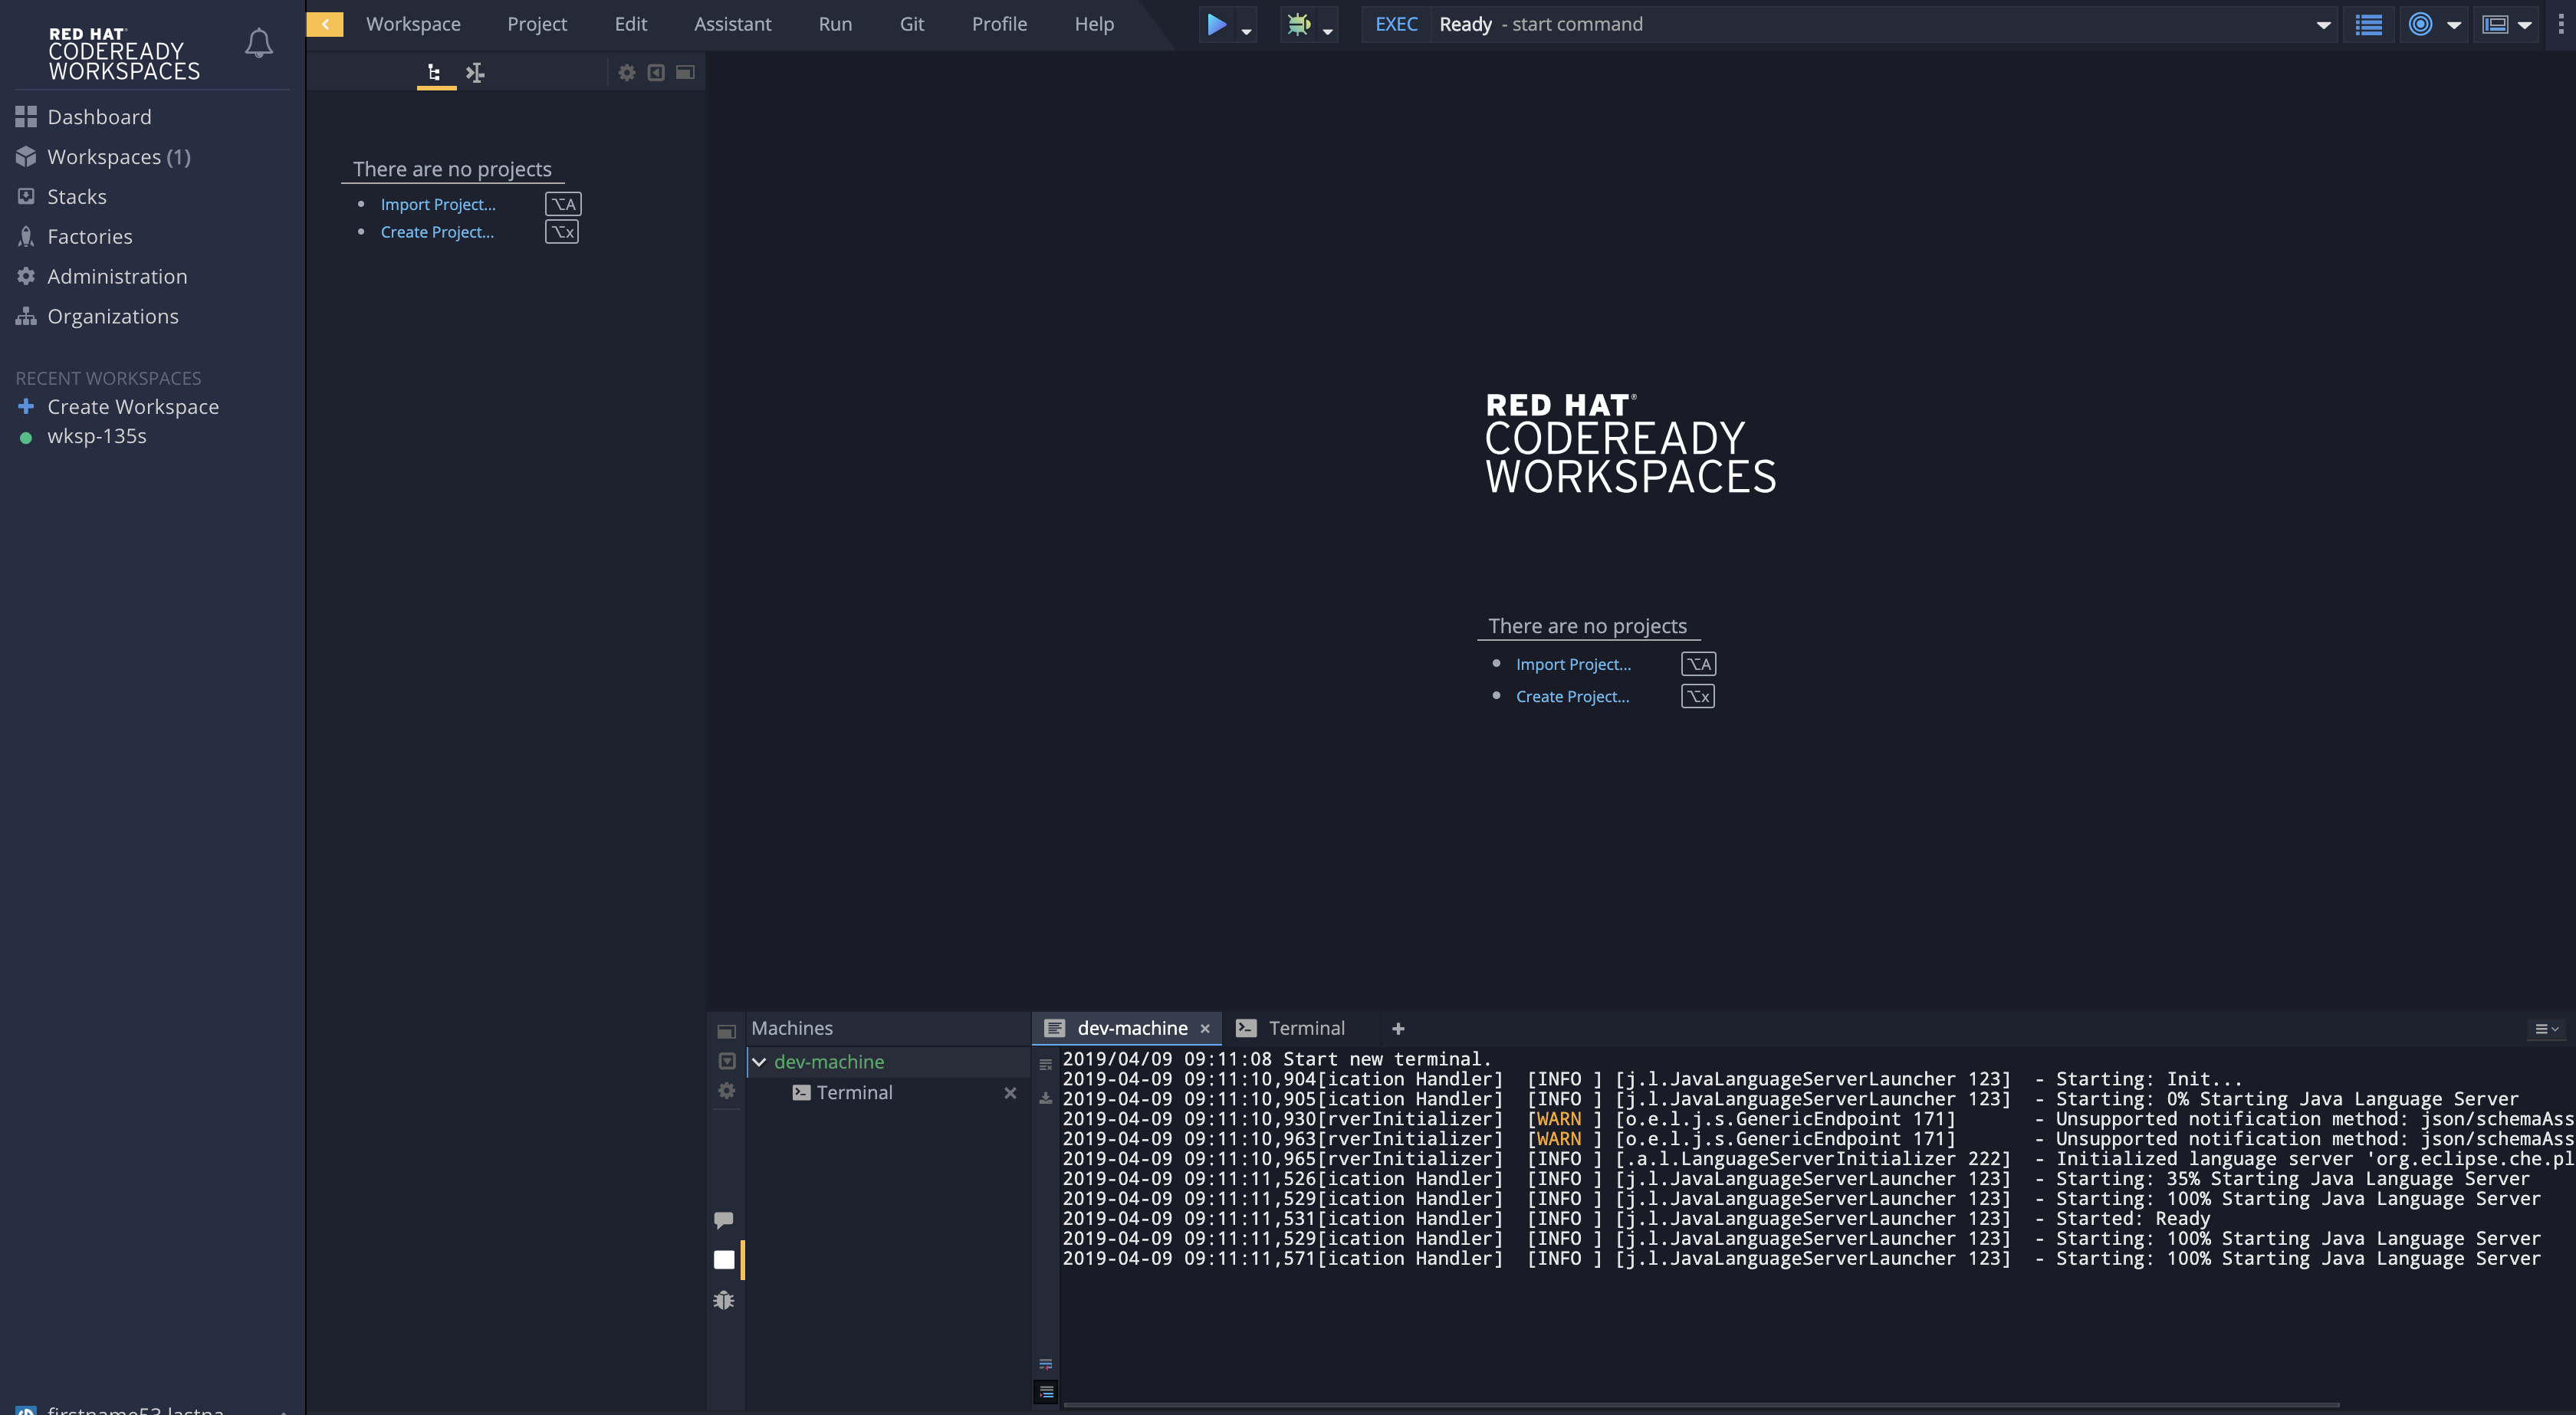 RED HAT®
CODEREADY
WORKSPACES
Dashboard
Workspaces (1)
Stacks
Factories
Administration
Organizations
RECENT WORKSPACES
Create Workspace
wksp-135s
Workspace Project Edit Assistant Run Git Profile Help
EXEC Ready - start command
There are no projects
Import Project... ⌥A
Create Project... ⌥x
RED HAT®
CODEREADY
WORKSPACES
There are no projects
Import Project... ⌥A
Create Project... ⌥x
Machines
dev-machine
Terminal
dev-machine × Terminal +
2019/04/09 09:11:08 Start new terminal.
2019-04-09 09:11:10,904[ication Handler] [INFO ] [j.l.JavaLanguageServerLauncher 123] - Starting: Init...
2019-04-09 09:11:10,905[ication Handler] [INFO ] [j.l.JavaLanguageServerLauncher 123] - Starting: 0% Starting Java Language Server
2019-04-09 09:11:10,930[rverInitializer] [WARN ] [o.e.l.j.s.GenericEndpoint 171] - Unsupported notification method: json/schemaAss
2019-04-09 09:11:10,963[rverInitializer] [WARN ] [o.e.l.j.s.GenericEndpoint 171] - Unsupported notification method: json/schemaAss
2019-04-09 09:11:10,965[rverInitializer] [INFO ] [.a.l.LanguageServerInitializer 222] - Initialized language server 'org.eclipse.che.pl
2019-04-09 09:11:11,526[ication Handler] [INFO ] [j.l.JavaLanguageServerLauncher 123] - Starting: 35% Starting Java Language Server
2019-04-09 09:11:11,529[ication Handler] [INFO ] [j.l.JavaLanguageServerLauncher 123] - Starting: 100% Starting Java Language Server
2019-04-09 09:11:11,531[ication Handler] [INFO ] [j.l.JavaLanguageServerLauncher 123] - Started: Ready
2019-04-09 09:11:11,529[ication Handler] [INFO ] [j.l.JavaLanguageServerLauncher 123] - Starting: 100% Starting Java Language Server
2019-04-09 09:11:11,571[ication Handler] [INFO ] [j.l.JavaLanguageServerLauncher 123] - Starting: 100% Starting Java Language Server
firstname53 lastna